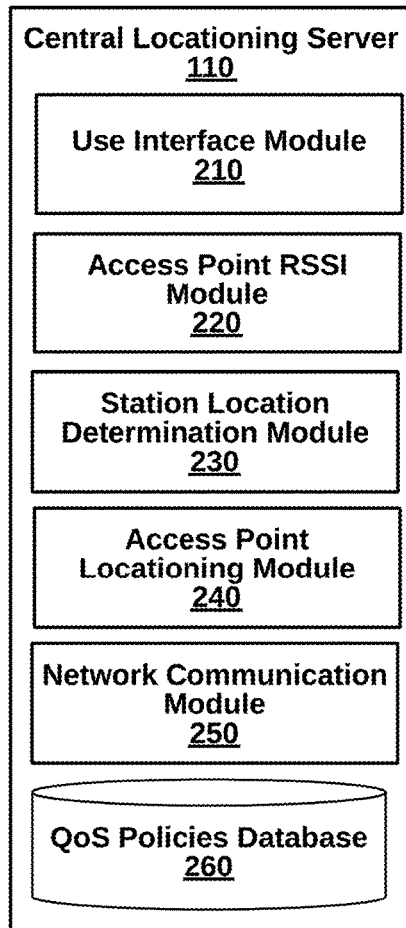 Central Locationing Server
110
Use Interface Module
210
Access Point RSSI
Module
220
Station Location
Determination Module
230
Access Point
Locationing Module
240
Network Communication
Module
250
QoS Policies Database
260